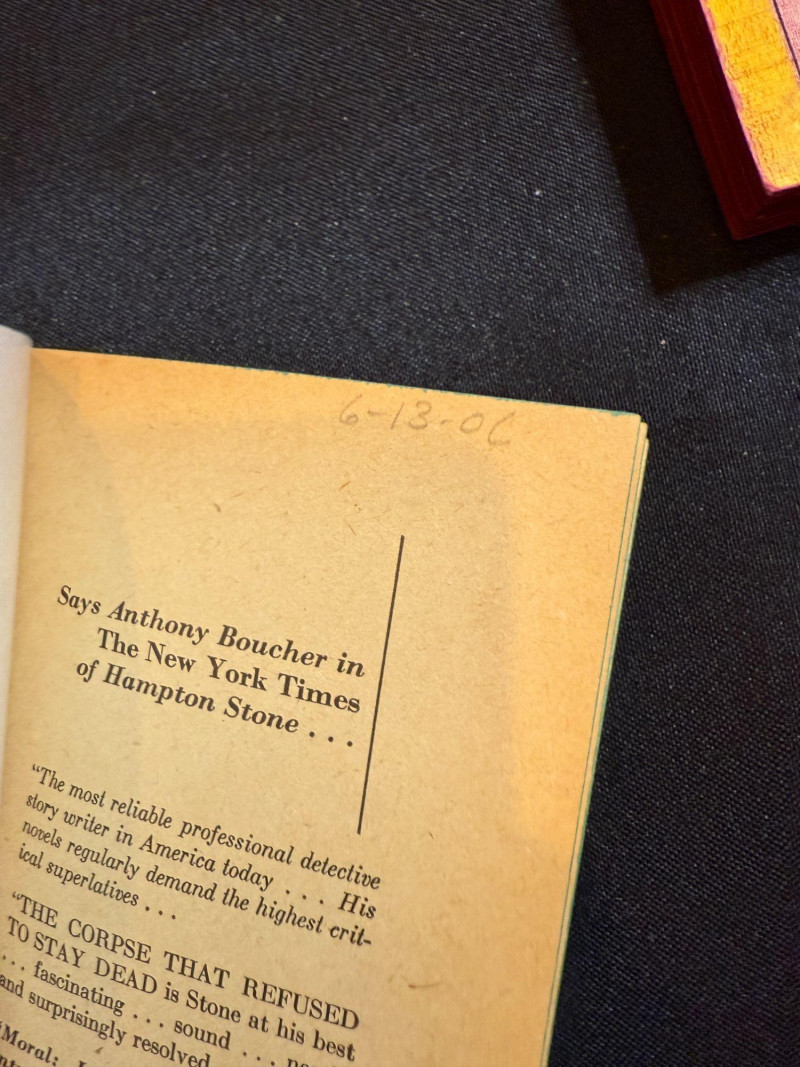 6-13-06
Says Anthony Boucher in
The New York Times
of Hampton Stone . . .
"The most reliable professional detective
story writer in America today . . . His
novels regularly demand the highest crit-
ical superlatives . . .
"THE CORPSE THAT REFUSED
TO STAY DEAD is Stone at his best
. . . fascinating . . . sound . . .
and surprisingly resolved
"Moral: